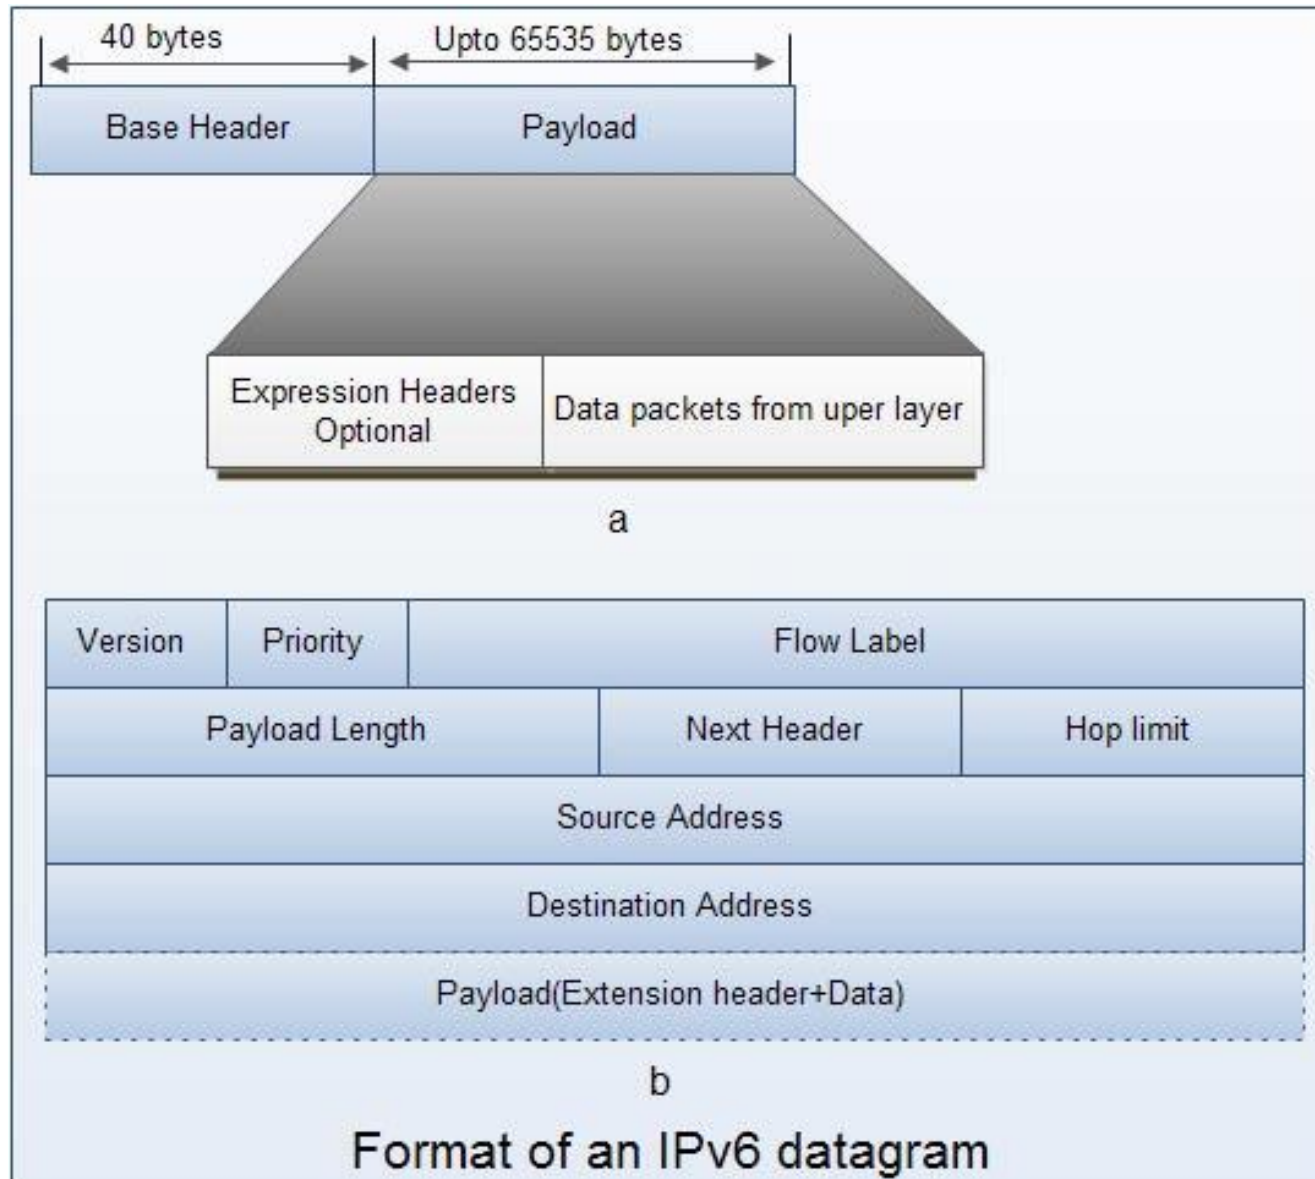 40 bytes
Upto 65535 bytes
Base Header
Payload
Expression Headers
Optional
Data packets from uper layer
a
Version
Priority
Flow Label
Payload Length
Next Header
Hop limit
Source Address
Destination Address
Payload(Extension header+Data)
b
Format of an IPv6 datagram